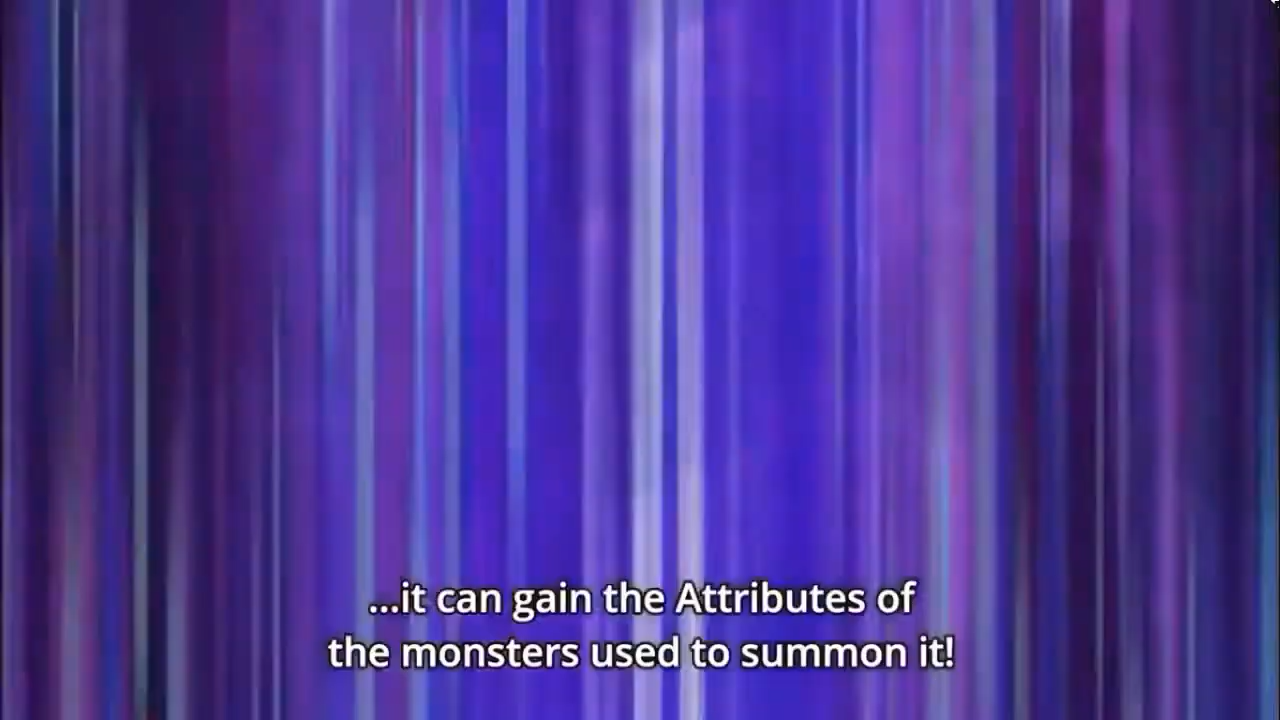 ...it can gain the Attributes of
the monsters used to summon it!